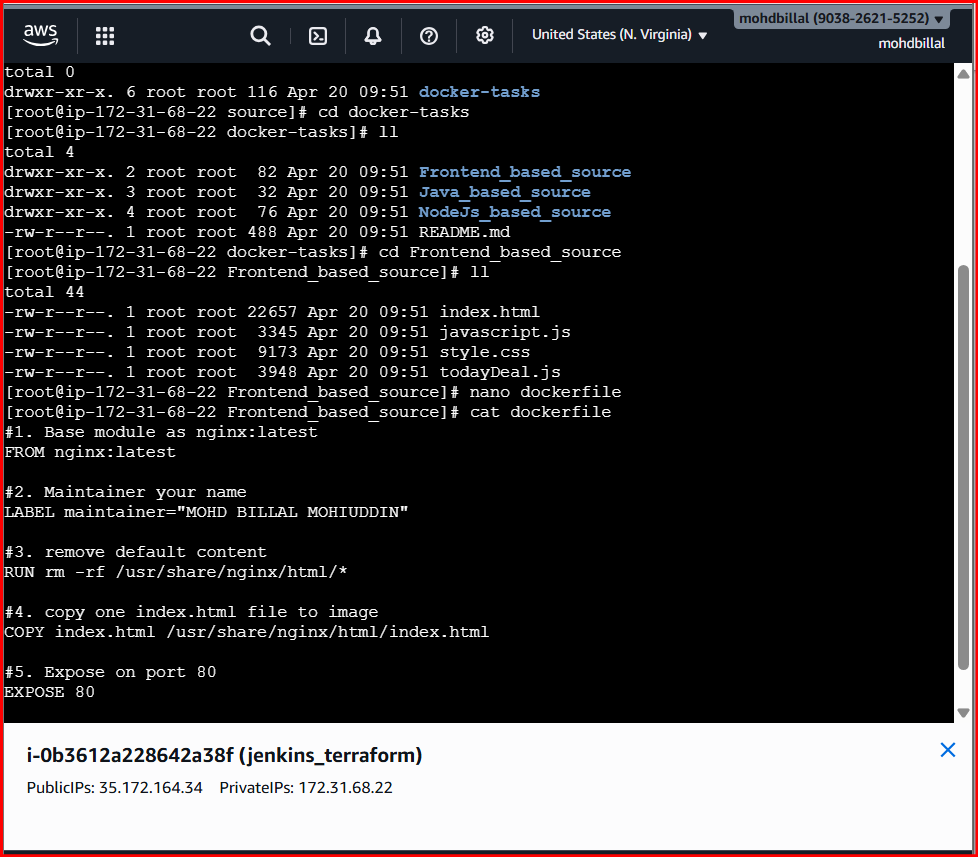 aws
United States (N. Virginia) ▼
mohdbillal (9038-2621-5252) ▼
mohdbillal
total 0
drwxr-xr-x. 6 root root 116 Apr 20 09:51 docker-tasks
[root@ip-172-31-68-22 source]# cd docker-tasks
[root@ip-172-31-68-22 docker-tasks]# ll
total 4
drwxr-xr-x. 2 root root  82 Apr 20 09:51 Frontend_based_source
drwxr-xr-x. 3 root root  32 Apr 20 09:51 Java_based_source
drwxr-xr-x. 4 root root  76 Apr 20 09:51 NodeJs_based_source
-rw-r--r--. 1 root root 488 Apr 20 09:51 README.md
[root@ip-172-31-68-22 docker-tasks]# cd Frontend_based_source
[root@ip-172-31-68-22 Frontend_based_source]# ll
total 44
-rw-r--r--. 1 root root 22657 Apr 20 09:51 index.html
-rw-r--r--. 1 root root  3345 Apr 20 09:51 javascript.js
-rw-r--r--. 1 root root  9173 Apr 20 09:51 style.css
-rw-r--r--. 1 root root  3948 Apr 20 09:51 todayDeal.js
[root@ip-172-31-68-22 Frontend_based_source]# nano dockerfile
[root@ip-172-31-68-22 Frontend_based_source]# cat dockerfile
#1. Base module as nginx:latest
FROM nginx:latest
#2. Maintainer your name
LABEL maintainer="MOHD BILLAL MOHIUDDIN"
#3. remove default content
RUN rm -rf /usr/share/nginx/html/*
#4. copy one index.html file to image
COPY index.html /usr/share/nginx/html/index.html
#5. Expose on port 80
EXPOSE 80
i-0b3612a228642a38f (jenkins_terraform)
PublicIPs: 35.172.164.34 PrivateIPs: 172.31.68.22